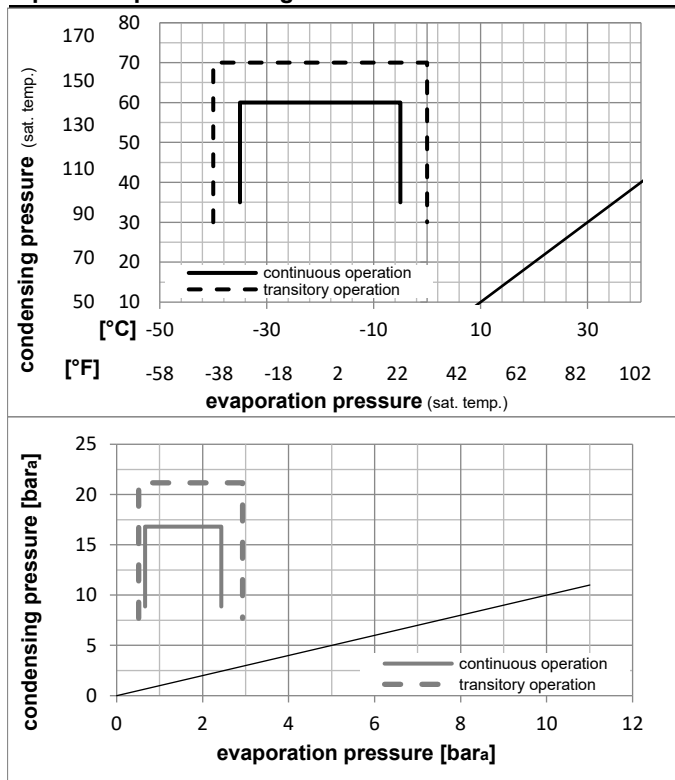 170
150
130
110
90
70
50
80
70
60
50
40
30
20
10
condensing pressure (sat. temp.)
continuous operation
transitory operation
[°C] -50 -30 -10 10 30
[°F] -58 -38 -18 2 22 42 62 82 102
evaporation pressure (sat. temp.)
condensing pressure [bara]
25
20
15
10
5
0
continuous operation
transitory operation
0 2 4 6 8 10 12
evaporation pressure [bara]